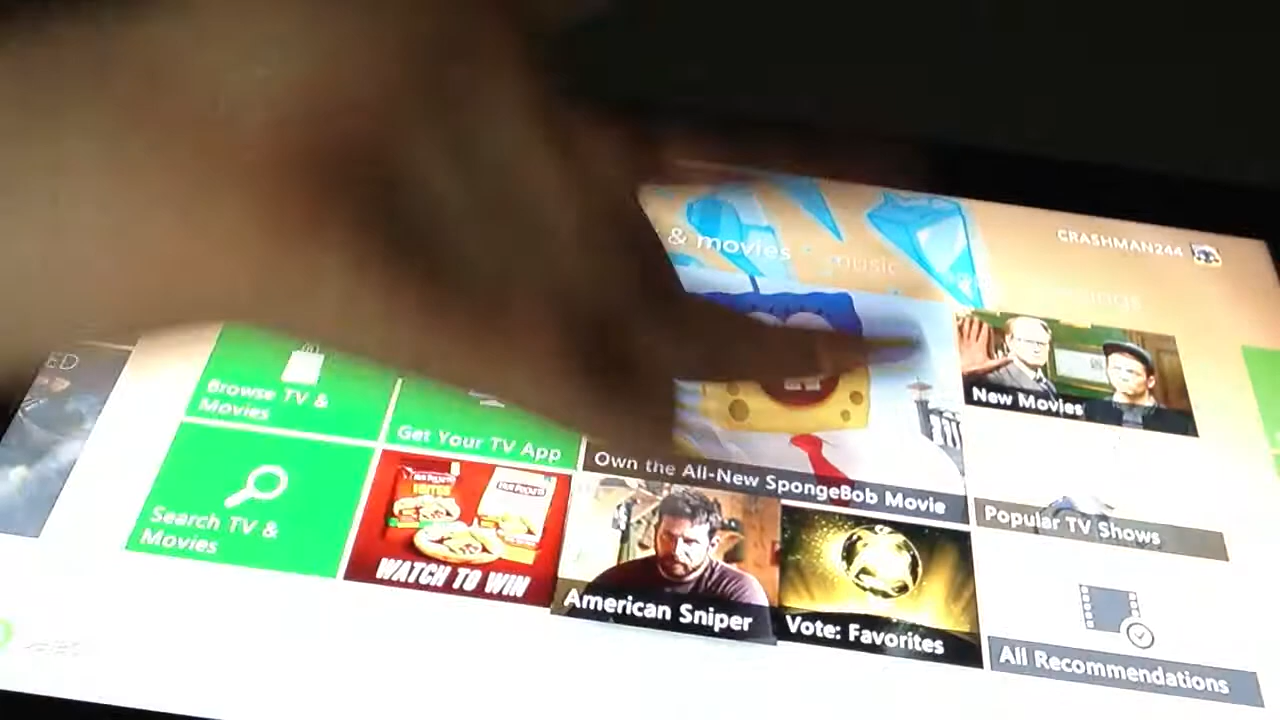 & movies
music
CRASHMAN244
ED
Browse TV &
Movies
Get Your TV App
Own the All-New SpongeBob Movie
New Movies
Search TV &
Movies
WATCH TO WIN
American Sniper
Vote: Favorites
Popular TV Shows
All Recommendations